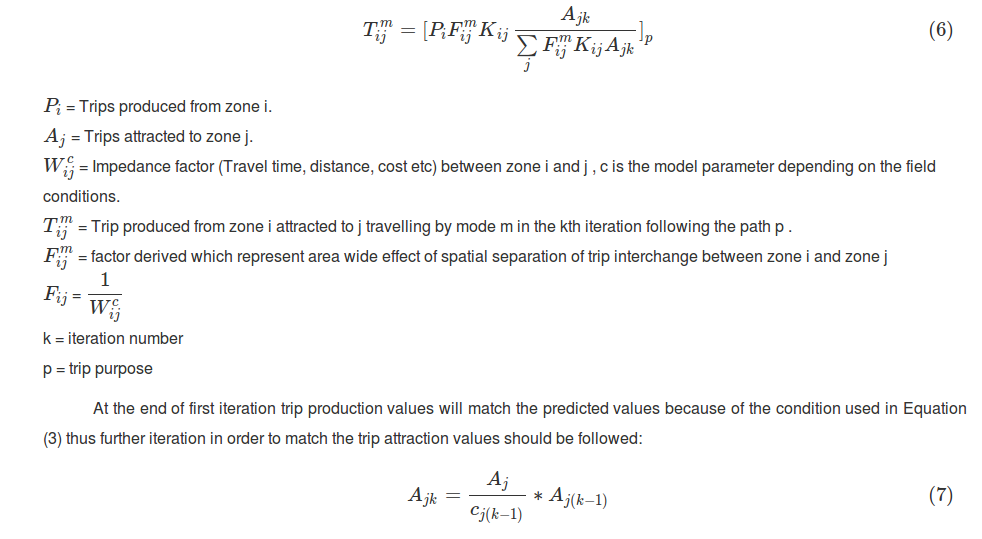 T_{ij}^{m} = [P_i F_{ij}^{m} K_{ij} \frac{A_{jk}}{\sum_{j} F_{ij}^{m} K_{ij} A_{jk}}]_p (6)
P_i = Trips produced from zone i.
A_j = Trips attracted to zone j.
W_{ij}^{c} = Impedance factor (Travel time, distance, cost etc) between zone i and j , c is the model parameter depending on the field
conditions.
T_{ij}^{m} = Trip produced from zone i attracted to j travelling by mode m in the kth iteration following the path p .
F_{ij}^{m} = factor derived which represent area wide effect of spatial separation of trip interchange between zone i and zone j
F_{ij} = \frac{1}{W_{ij}^{c}}
k = iteration number
p = trip purpose
At the end of first iteration trip production values will match the predicted values because of the condition used in Equation
(3) thus further iteration in order to match the trip attraction values should be followed:
A_{jk} = \frac{A_j}{c_{j(k-1)}} * A_{j(k-1)} (7)